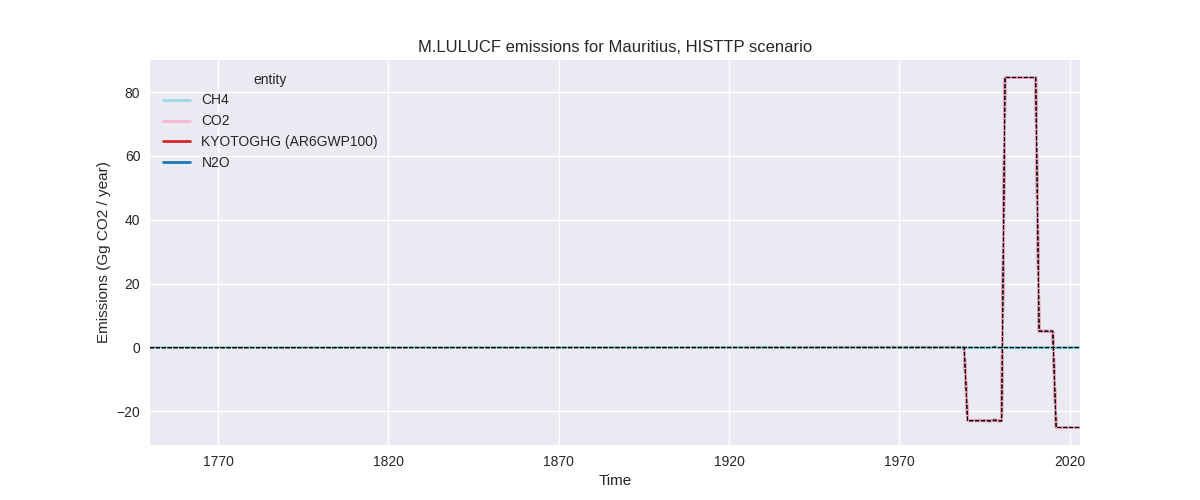 M.LULUCF emissions for Mauritius, HISTTP scenario
entity
CH4
CO2
KYOTOGHG (AR6GWP100)
N2O
Emissions (Gg CO2 / year)
80
60
40
20
0
−20
1770
1820
1870
1920
1970
2020
Time